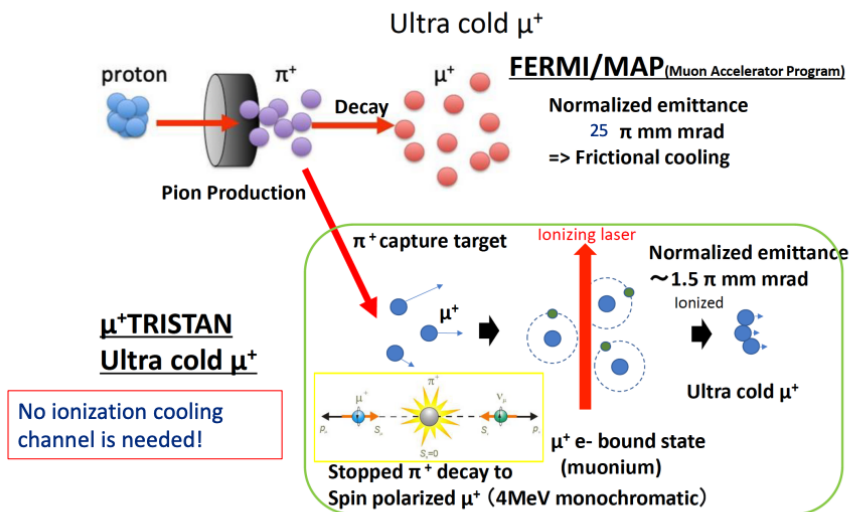 Ultra cold μ⁺
proton
π⁺
μ⁺
FERMI/MAP(Muon Accelerator Program)
Decay
Normalized emittance
25 π mm mrad
=> Frictional cooling
Pion Production
π⁺ capture target
Ionizing laser
Normalized emittance
～1.5 π mm mrad
Ionized
μ⁺
μ⁺TRISTAN
Ultra cold μ⁺
Ultra cold μ⁺
No ionization cooling
channel is needed!
π⁺
μ⁺
S=0
μ⁺ e- bound state
(muonium)
Stopped π⁺ decay to
Spin polarized μ⁺（4MeV monochromatic）